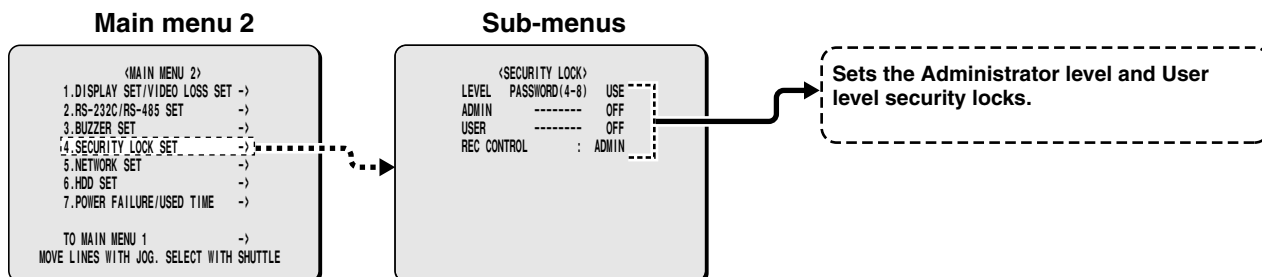 Main menu 2
<MAIN MENU 2>
1.DISPLAY SET/VIDEO LOSS SET ->
2.RS-232C/RS-485 SET ->
3.BUZZER SET ->
4.SECURITY LOCK SET ->
5.NETWORK SET ->
6.HDD SET ->
7.POWER FAILURE/USED TIME ->
TO MAIN MENU 1 ->
MOVE LINES WITH JOG. SELECT WITH SHUTTLE
Sub-menus
<SECURITY LOCK>
LEVEL PASSWORD(4-8) USE
ADMIN -------- OFF
USER -------- OFF
REC CONTROL : ADMIN
Sets the Administrator level and User
level security locks.